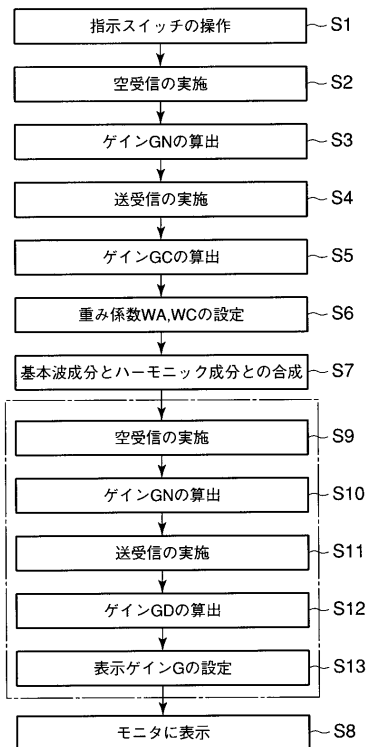 指示スイッチの操作 S1
空受信の実施 S2
ゲインGNの算出 S3
送受信の実施 S4
ゲインGCの算出 S5
重み係数WA,WCの設定 S6
基本波成分とハーモニック成分との合成 S7
空受信の実施 S9
ゲインGNの算出 S10
送受信の実施 S11
ゲインGDの算出 S12
表示ゲインGの設定 S13
モニタに表示 S8